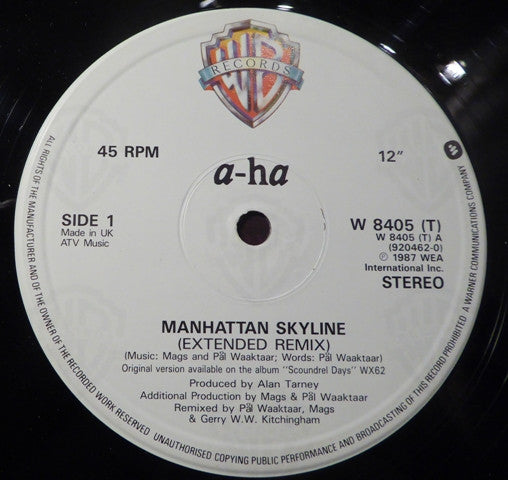 WB
RECORDS
45 RPM
12"
a-ha
SIDE 1
Made in UK
ATV Music
W 8405 (T)
W 8405 (T) A
(920462-0)
℗ 1987 WEA
International Inc.
STEREO
MANHATTAN SKYLINE
(EXTENDED REMIX)
(Music: Mags and Pål Waaktaar; Words: Pål Waaktaar)
Original version available on the album "Scoundrel Days" WX62
Produced by Alan Tarney
Additional Production by Mags & Pål Waaktaar
Remixed by Pål Waaktaar, Mags
& Gerry W.W. Kitchingham
ALL RIGHTS OF THE MANUFACTURER AND OF THE OWNER OF THE RECORDED WORK RESERVED UNAUTHORISED COPYING PUBLIC PERFORMANCE AND BROADCASTING OF THIS RECORD PROHIBITED A WARNER COMMUNICATIONS COMPANY